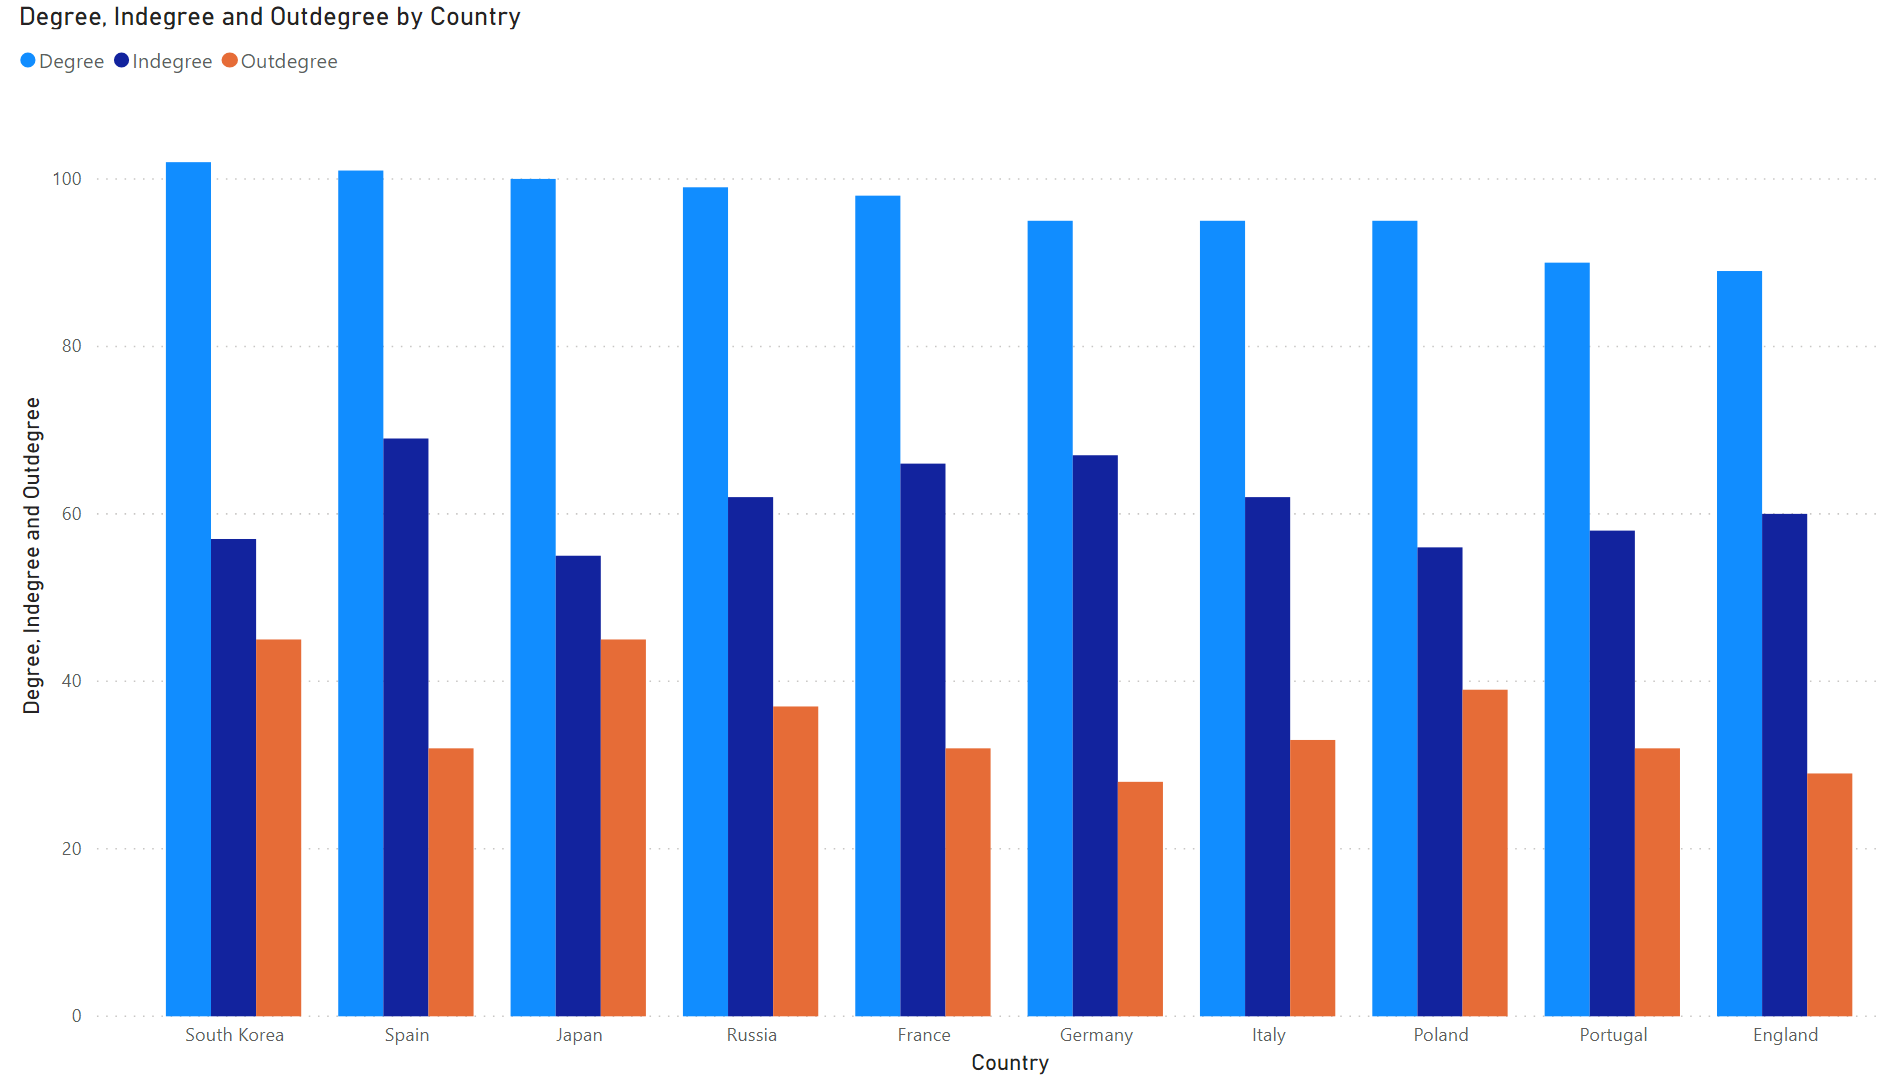 Degree, Indegree and Outdegree by Country
Degree Indegree Outdegree
Degree, Indegree and Outdegree
100
80
60
40
20
0
South Korea Spain Japan Russia France Germany Italy Poland Portugal England
Country